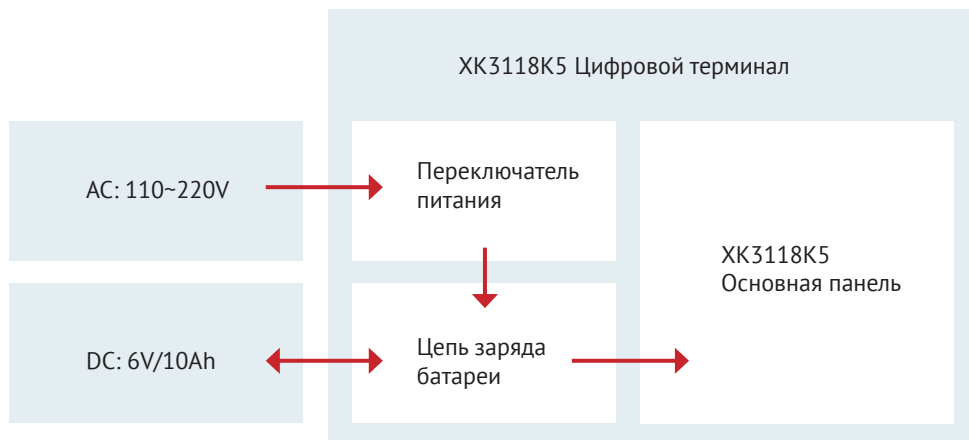 XK3118K5 Цифровой терминал
AC: 110~220V
Переключатель
питания
XK3118K5
Основная панель
DC: 6V/10Ah
Цепь заряда
батареи